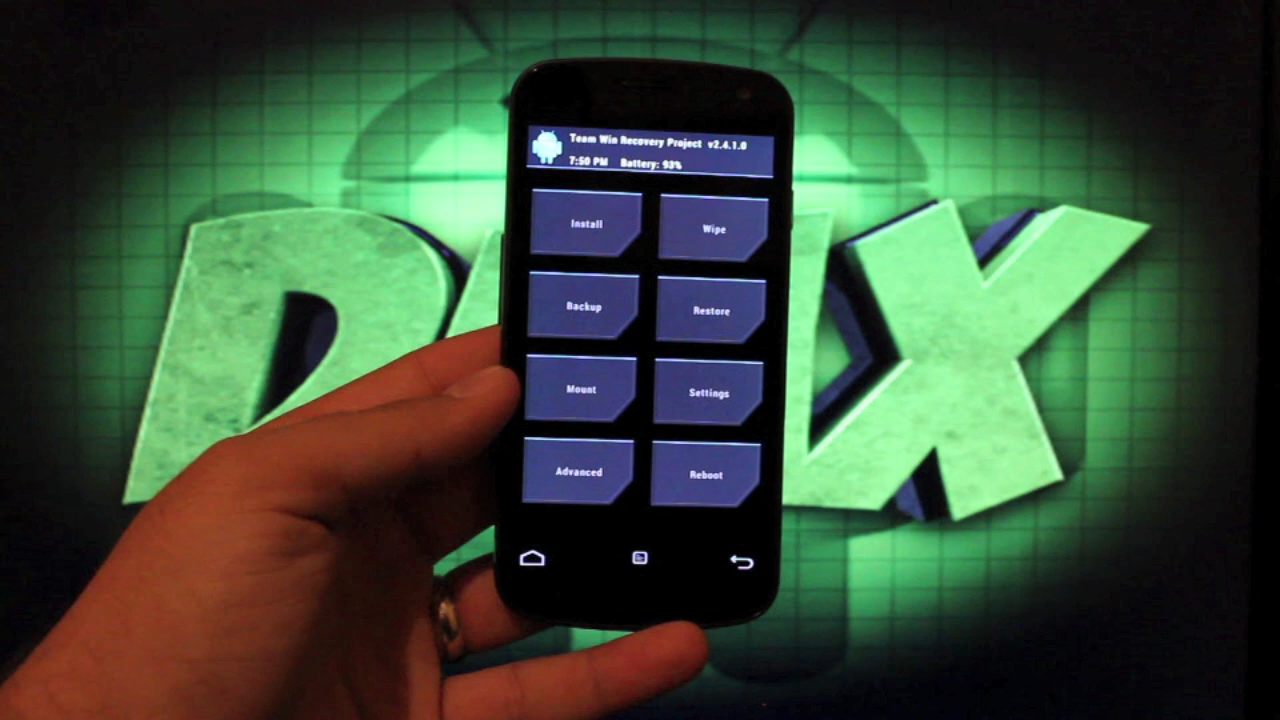 Team Win Recovery Project v2.4.1.0
7:50 PM Battery: 93%
Install
Wipe
Backup
Restore
Mount
Settings
Advanced
Reboot